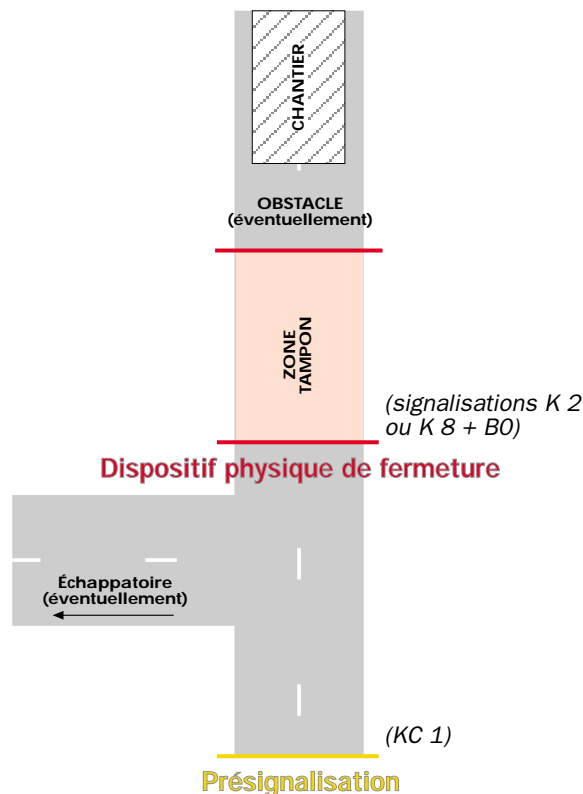 CHANTIER
OBSTACLE
(éventuellement)
ZONE
TAMPON
(signalisations K 2
ou K 8 + B0)
Dispositif physique de fermeture
Échappatoire
(éventuellement)
(KC 1)
Présignalisation